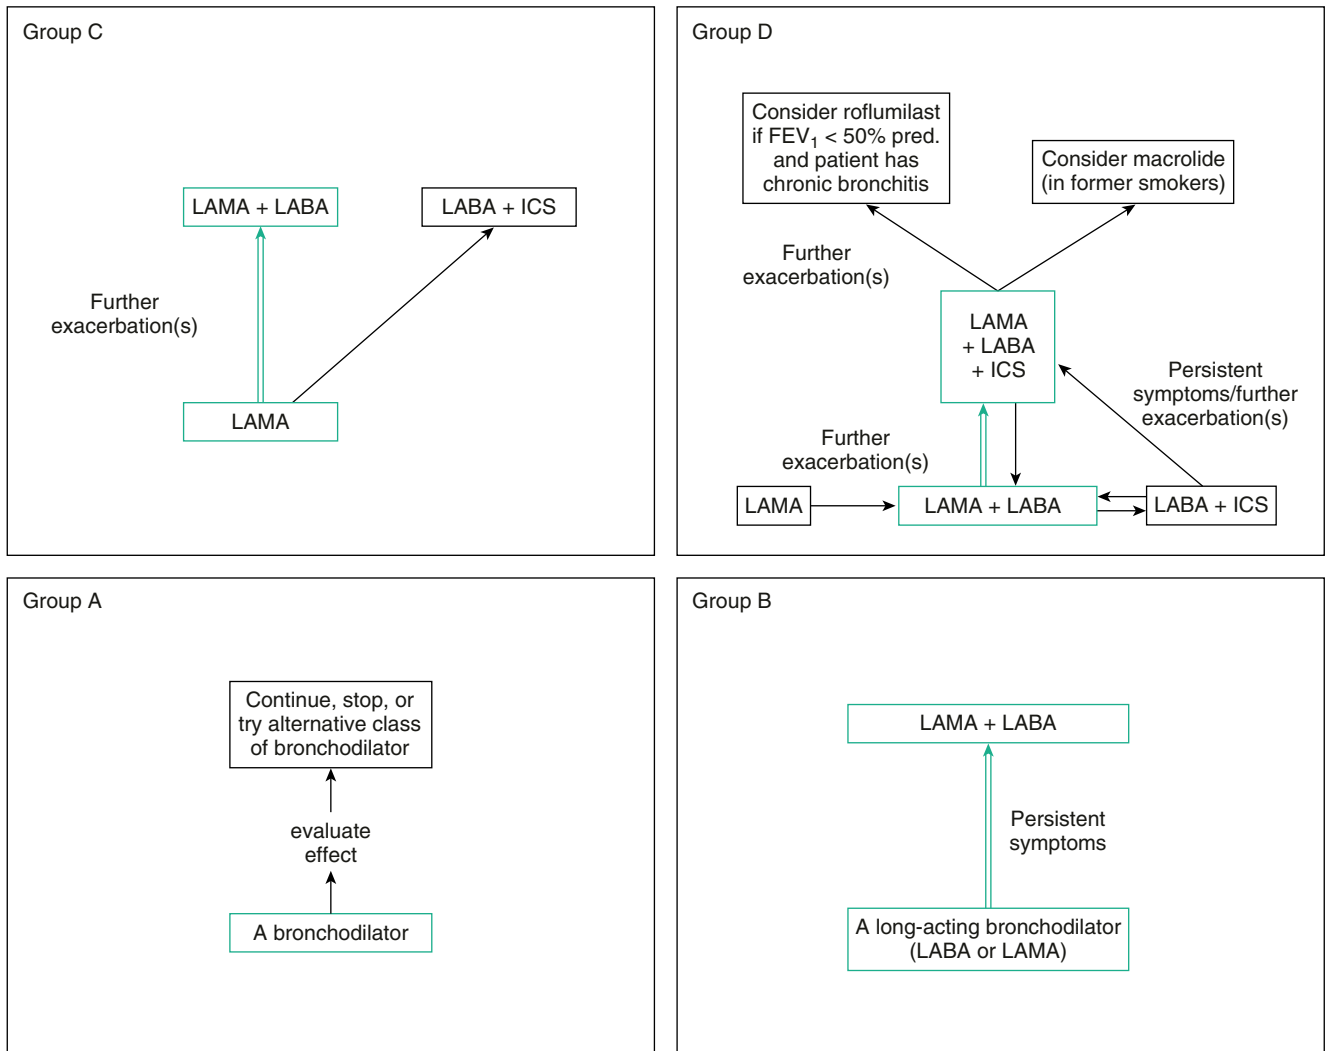 Group C
LAMA + LABA
LABA + ICS
Further
exacerbation(s)
LAMA
Group D
Consider roflumilast
if FEV1 < 50% pred.
and patient has
chronic bronchitis
Consider macrolide
(in former smokers)
Further
exacerbation(s)
LAMA
+ LABA
+ ICS
Persistent
symptoms/further
exacerbation(s)
Further
exacerbation(s)
LAMA
LAMA + LABA
LABA + ICS
Group A
Continue, stop, or
try alternative class
of bronchodilator
evaluate
effect
A bronchodilator
Group B
LAMA + LABA
Persistent
symptoms
A long-acting bronchodilator
(LABA or LAMA)